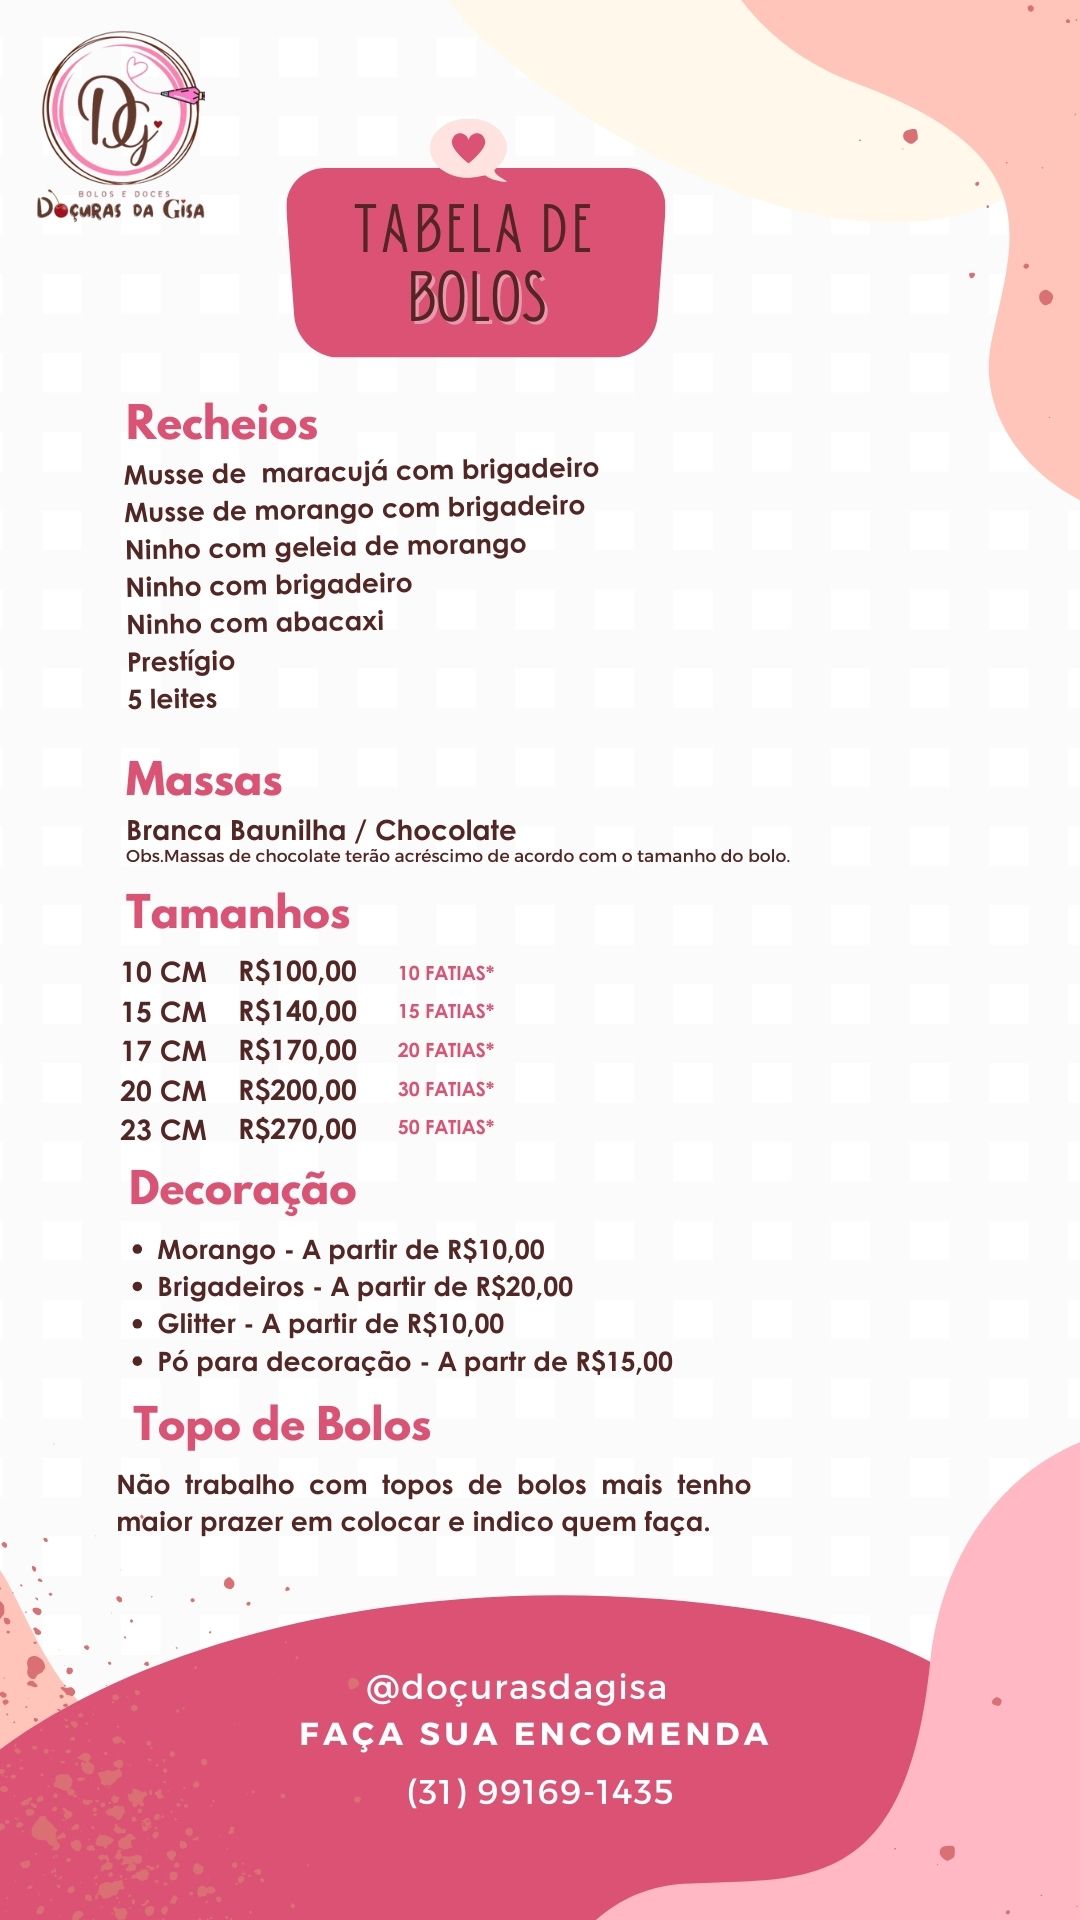 DG
BOLOS E DOCES
DOÇURAS DA GISA
TABELA DE
BOLOS
Recheios
Musse de  maracujá com brigadeiro
Musse de morango com brigadeiro
Ninho com geleia de morango
Ninho com brigadeiro
Ninho com abacaxi
Prestígio
5 leites
Massas
Branca Baunilha / Chocolate
Obs.Massas de chocolate terão acréscimo de acordo com o tamanho do bolo.
Tamanhos
10 CM R$100,00 10 FATIAS*
15 CM R$140,00 15 FATIAS*
17 CM R$170,00 20 FATIAS*
20 CM R$200,00 30 FATIAS*
23 CM R$270,00 50 FATIAS*
Decoração
• Morango - A partir de R$10,00
• Brigadeiros - A partir de R$20,00
• Glitter - A partir de R$10,00
• Pó para decoração - A partr de R$15,00
Topo de Bolos
Não trabalho com topos de bolos mais tenho
maior prazer em colocar e indico quem faça.
@doçurasdagisa
FAÇA SUA ENCOMENDA
(31) 99169-1435